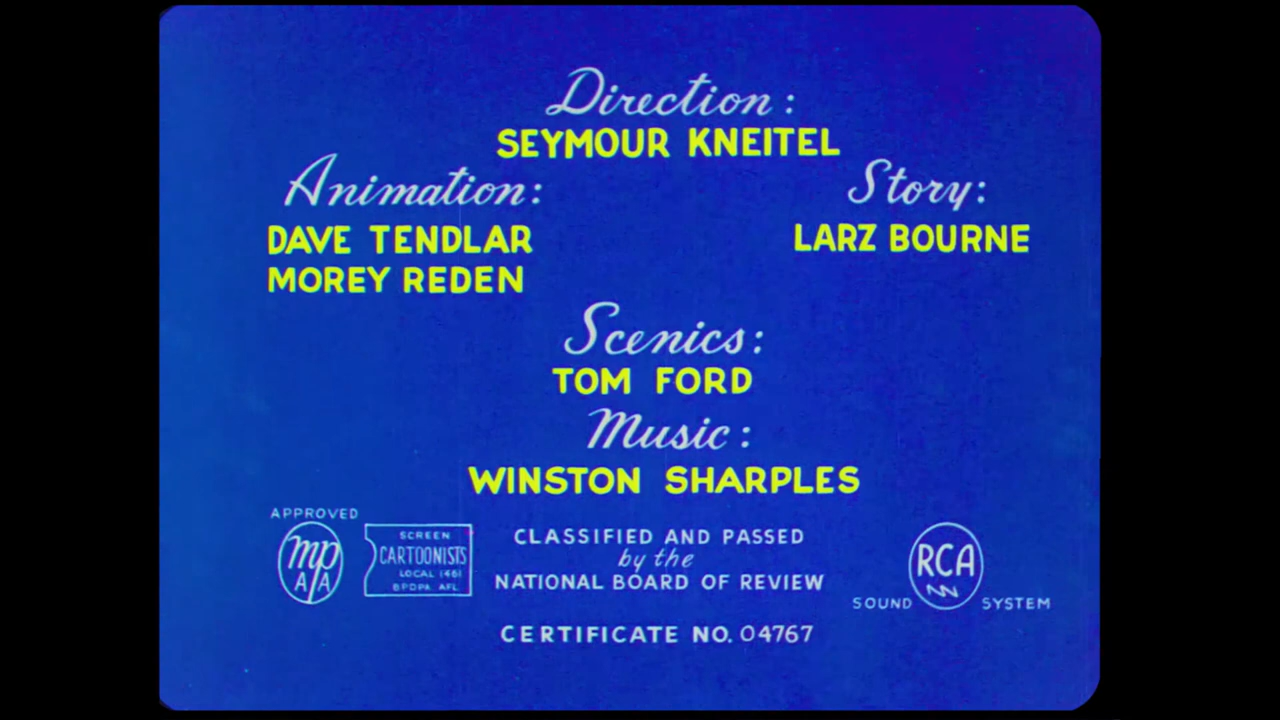 Direction:
SEYMOUR KNEITEL
Animation:
DAVE TENDLAR
MOREY REDEN
Story:
LARZ BOURNE
Scenics:
TOM FORD
Music:
WINSTON SHARPLES
APPROVED
MPAA
SCREEN
CARTOONISTS
LOCAL 1461
BPDPA. AFL.
CLASSIFIED AND PASSED
by the
NATIONAL BOARD OF REVIEW
CERTIFICATE NO. 04767
RCA
SOUND SYSTEM